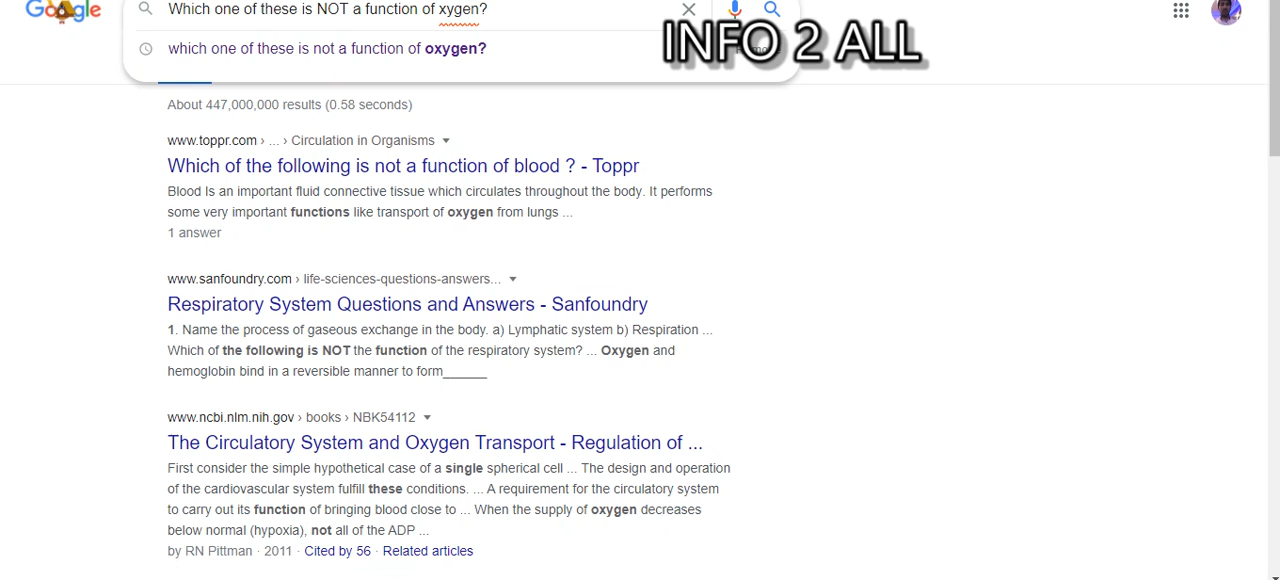 Google
Which one of these is NOT a function of xygen?
which one of these is not a function of oxygen?
INFO 2 ALL
About 447,000,000 results (0.58 seconds)
www.toppr.com › ... › Circulation in Organisms
Which of the following is not a function of blood ? - Toppr
Blood Is an important fluid connective tissue which circulates throughout the body. It performs
some very important functions like transport of oxygen from lungs ...
1 answer
www.sanfoundry.com › life-sciences-questions-answers...
Respiratory System Questions and Answers - Sanfoundry
1. Name the process of gaseous exchange in the body. a) Lymphatic system b) Respiration ...
Which of the following is NOT the function of the respiratory system? ... Oxygen and
hemoglobin bind in a reversible manner to form______
www.ncbi.nlm.nih.gov › books › NBK54112
The Circulatory System and Oxygen Transport - Regulation of ...
First consider the simple hypothetical case of a single spherical cell ... The design and operation
of the cardiovascular system fulfill these conditions. ... A requirement for the circulatory system
to carry out its function of bringing blood close to ... When the supply of oxygen decreases
below normal (hypoxia), not all of the ADP ...
by RN Pittman · 2011 · Cited by 56 · Related articles